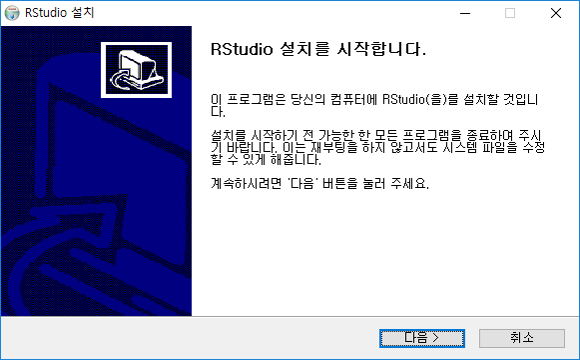 RStudio 설치
RStudio 설치를 시작합니다.
이 프로그램은 당신의 컴퓨터에 RStudio(을)를 설치할 것입니
다.
설치를 시작하기 전 가능한 한 모든 프로그램을 종료하여 주시
기 바랍니다. 이는 재부팅을 하지 않고서도 시스템 파일을 수정
할 수 있게 해줍니다.
계속하시려면 '다음' 버튼을 눌러 주세요.
다음 >
취소